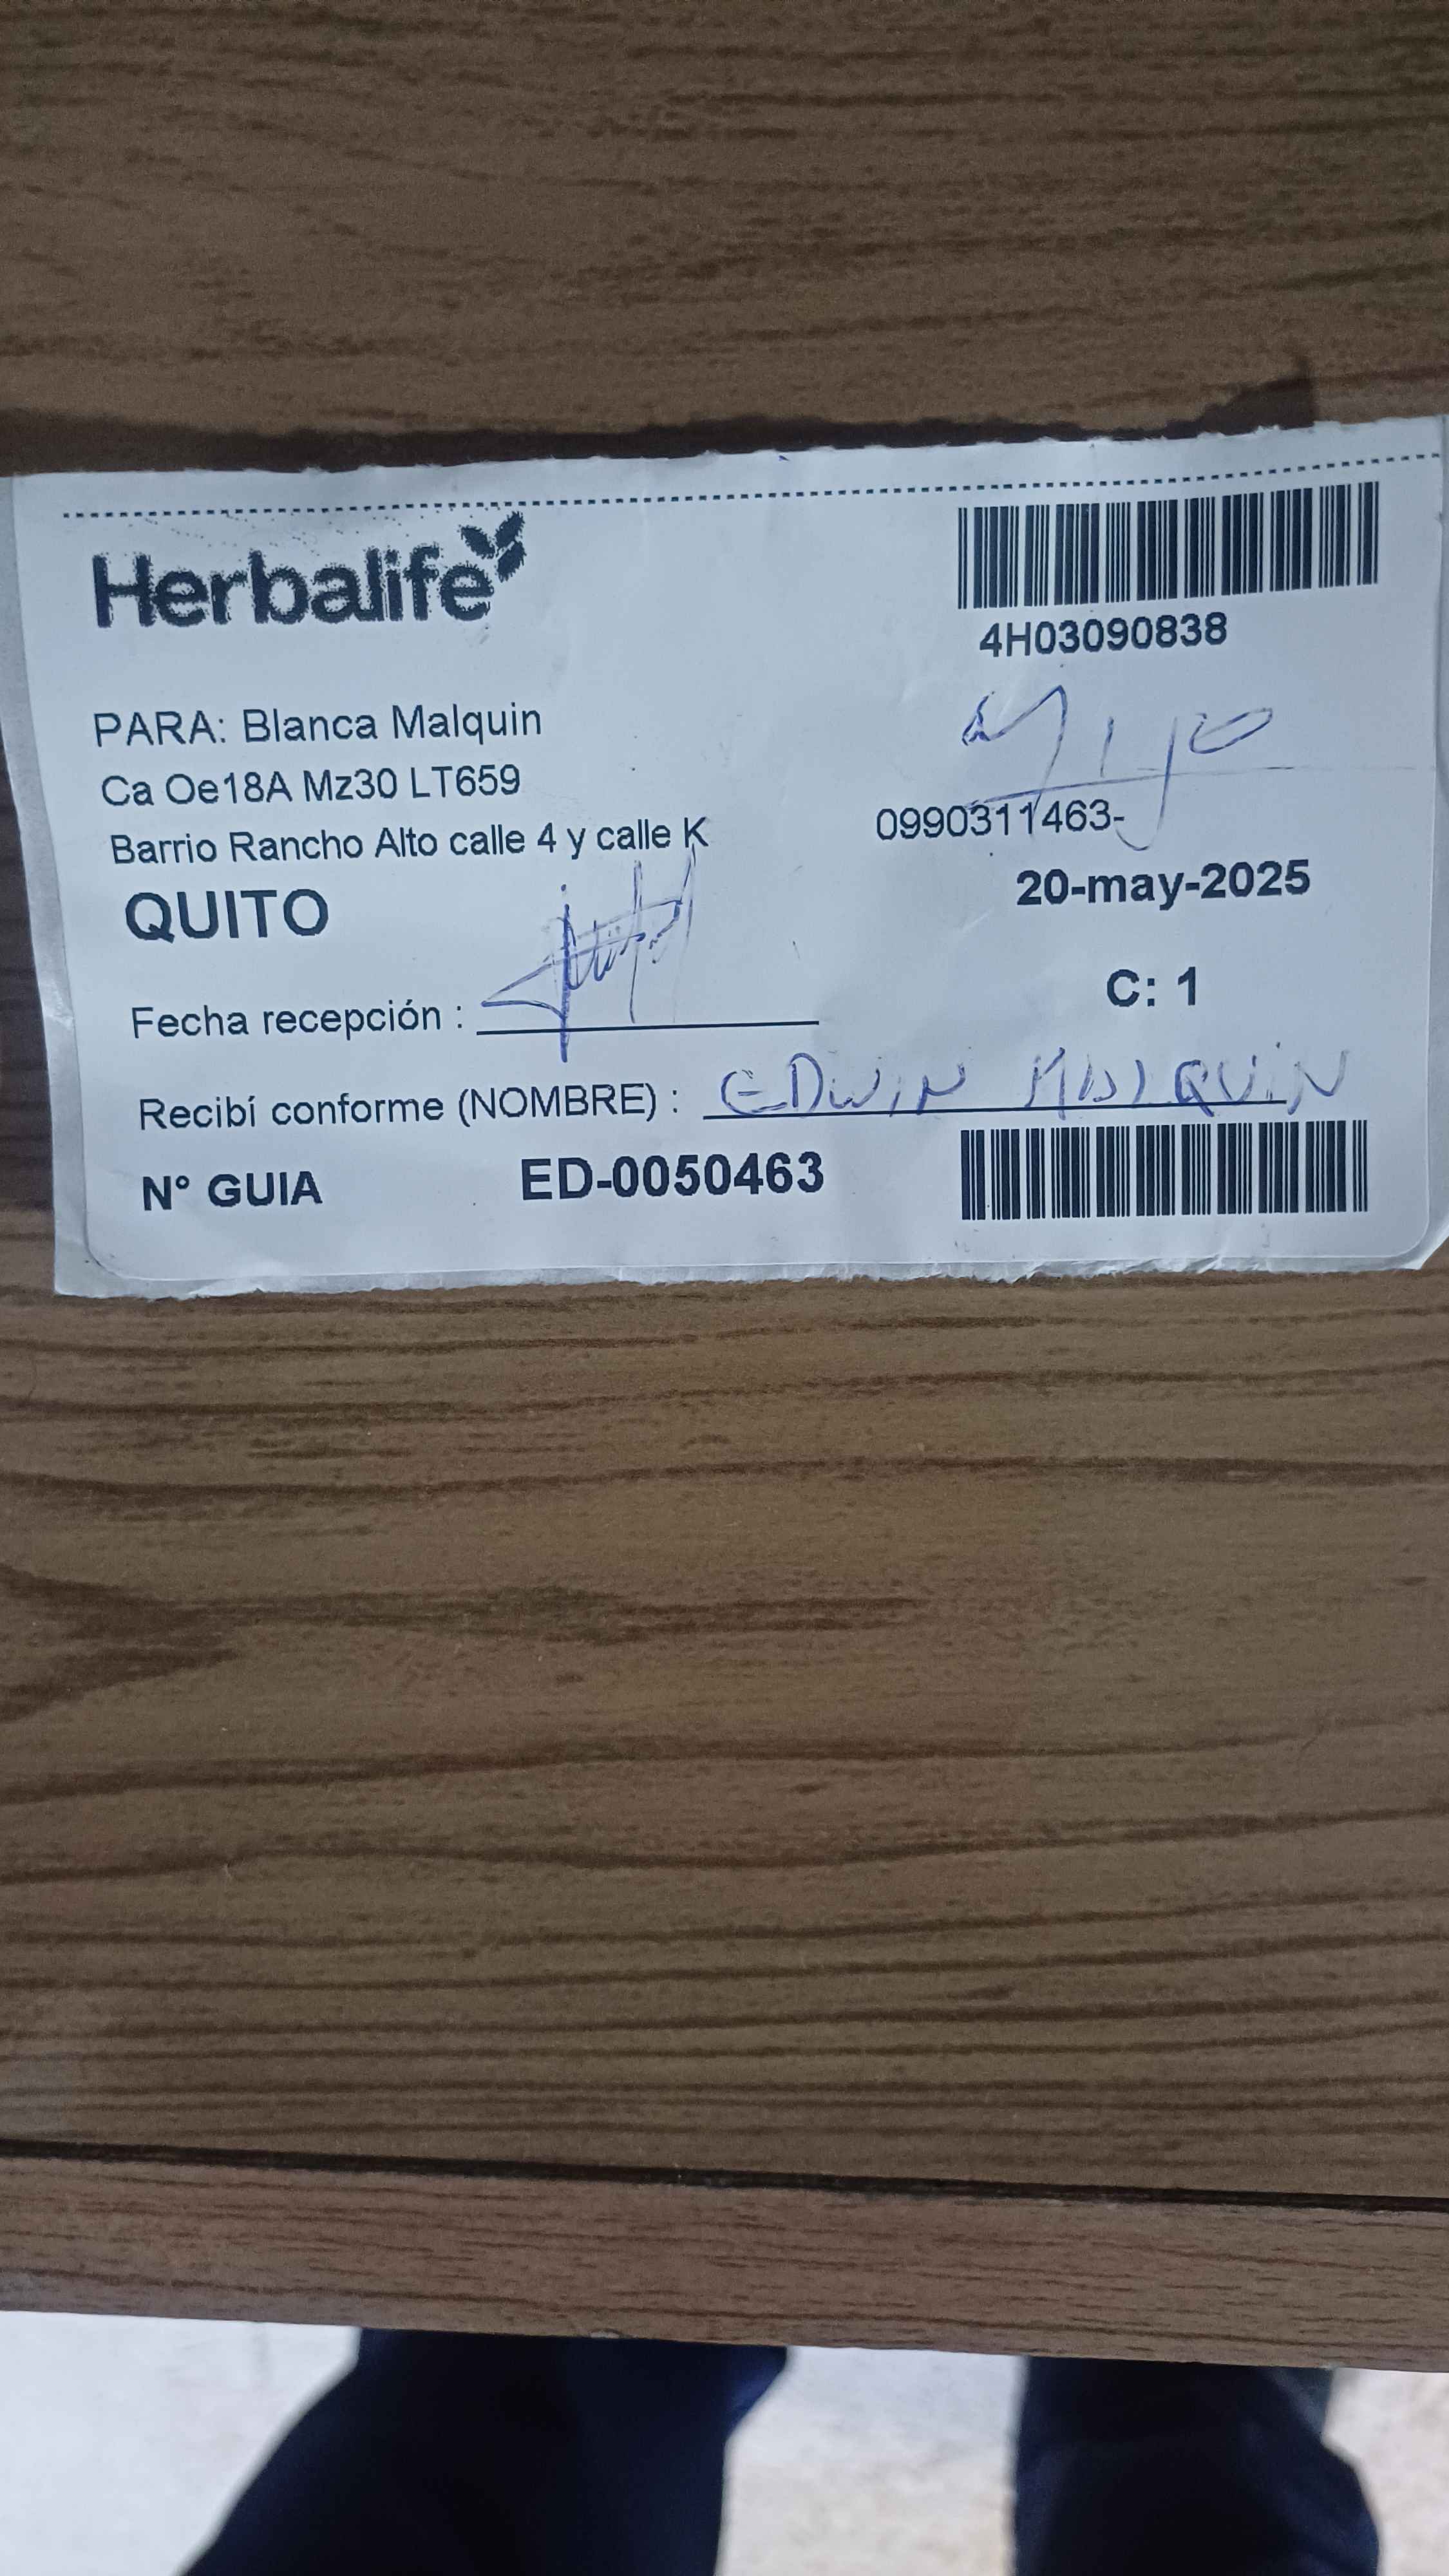 Herbalife
4H03090838
PARA: Blanca Malquin
Ca Oe18A Mz30 LT659
Barrio Rancho Alto calle 4 y calle K
0990311463-
QUITO
20-may-2025
C: 1
Fecha recepción :
Recibí conforme (NOMBRE) : EDWIN MALQUIN
N° GUIA ED-0050463